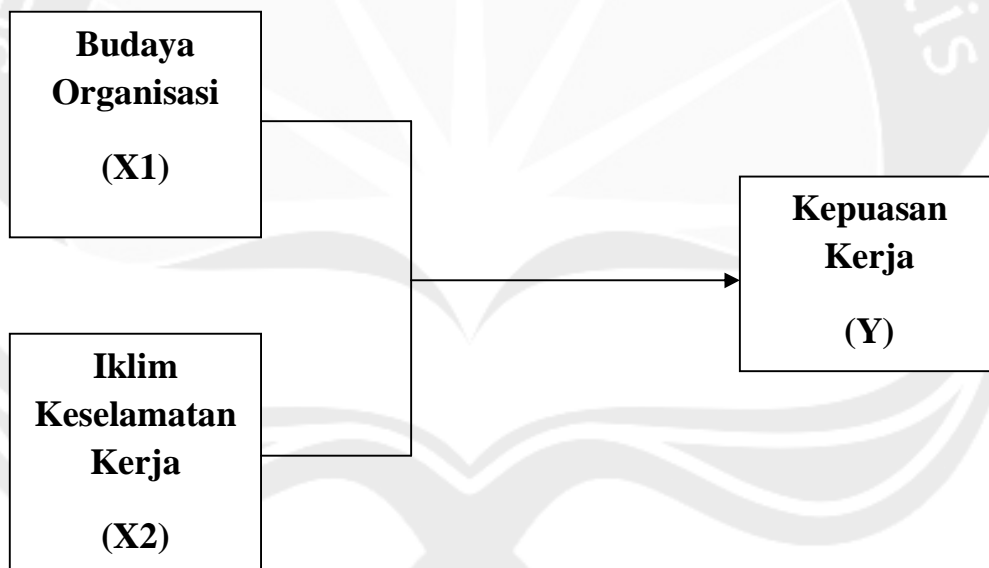 Budaya
Organisasi
(X1)
Kepuasan
Kerja
(Y)
Iklim
Keselamatan
Kerja
(X2)